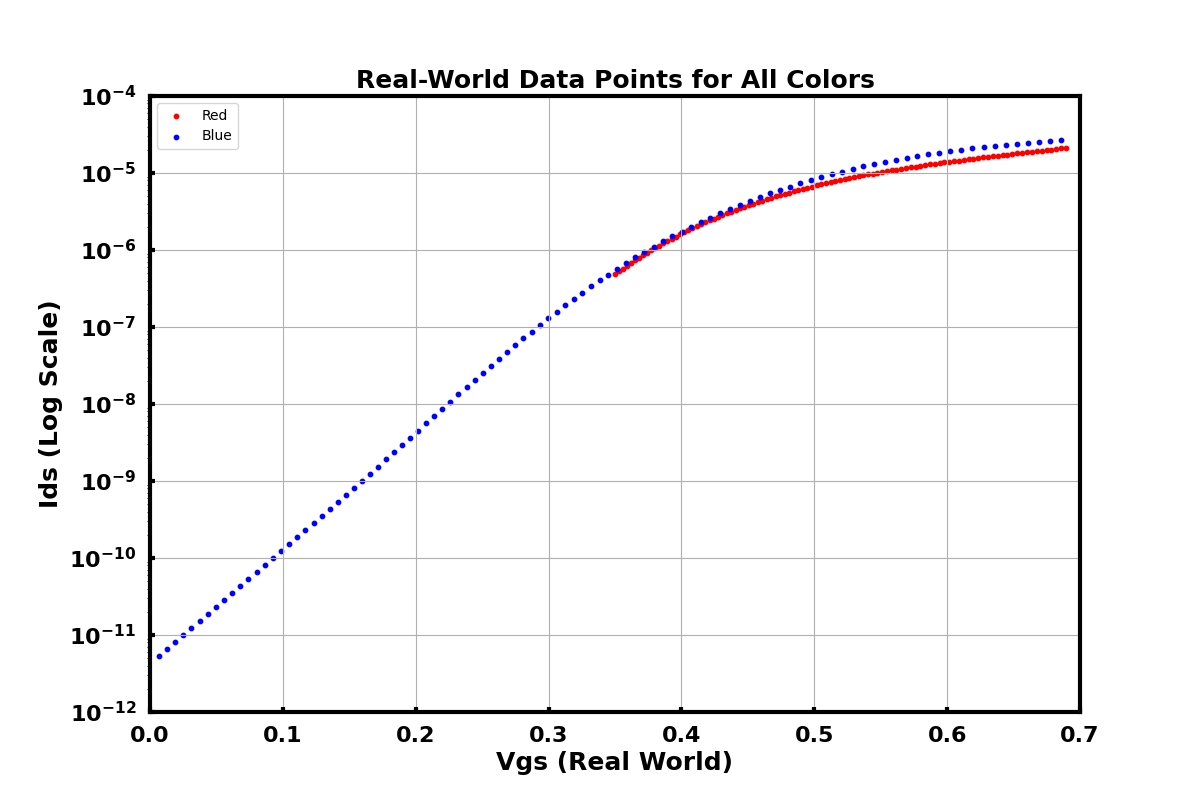 Real-World Data Points for All Colors
Red
Blue
10⁻⁴
10⁻⁵
10⁻⁶
10⁻⁷
10⁻⁸
10⁻⁹
10⁻¹⁰
10⁻¹¹
10⁻¹²
Ids (Log Scale)
0.0 0.1 0.2 0.3 0.4 0.5 0.6 0.7
Vgs (Real World)